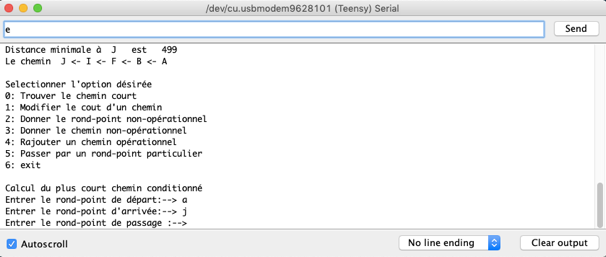 /dev/cu.usbmodem9628101 (Teensy) Serial
e
Send
Distance minimale à J est 499
Le chemin J <- I <- F <- B <- A
Selectionner l'option désirée
0: Trouver le chemin court
1: Modifier le cout d'un chemin
2: Donner le rond-point non-opérationnel
3: Donner le chemin non-opérationnel
4: Rajouter un chemin opérationnel
5: Passer par un rond-point particulier
6: exit
Calcul du plus court chemin conditionné
Entrer le rond-point de départ:--> a
Entrer le rond-point d'arrivée:--> j
Entrer le rond-point de passage :-->
Autoscroll
No line ending
Clear output